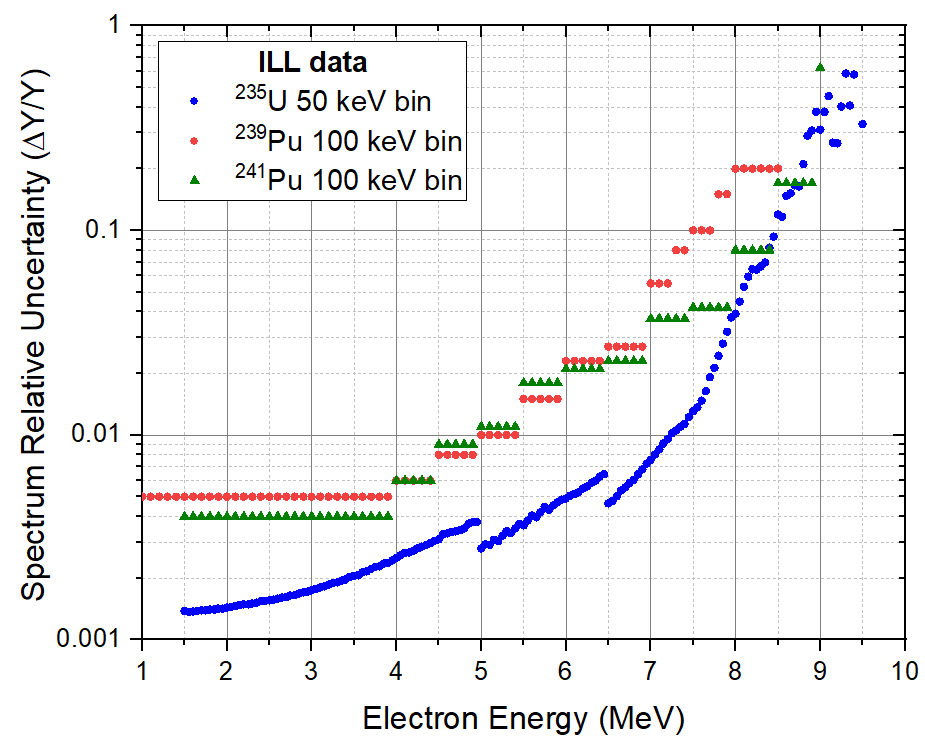 1
ILL data
²³⁵U 50 keV bin
²³⁹Pu 100 keV bin
²⁴¹Pu 100 keV bin
0.1
0.01
0.001
Spectrum Relative Uncertainty (ΔY/Y)
1 2 3 4 5 6 7 8 9 10
Electron Energy (MeV)